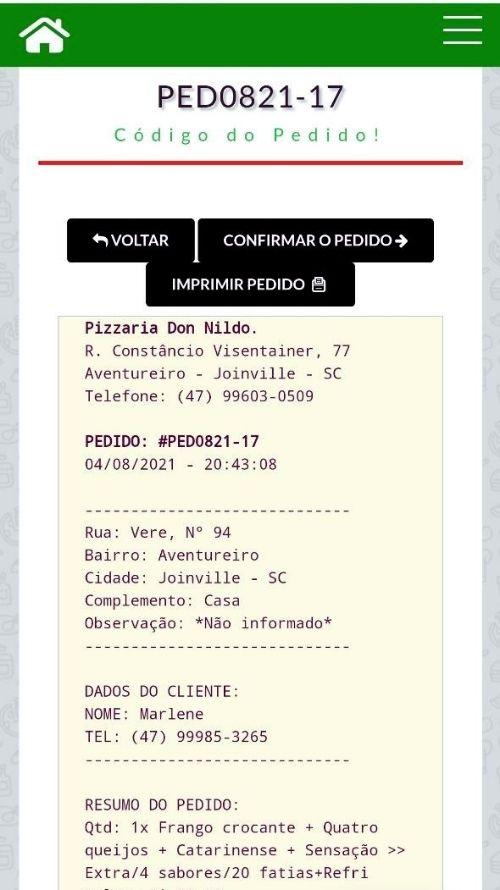 PED0821-17
Código do Pedido!
VOLTAR
CONFIRMAR O PEDIDO
IMPRIMIR PEDIDO
Pizzaria Don Nildo.
R. Constâncio Visentainer, 77
Aventureiro - Joinville - SC
Telefone: (47) 99603-0509
PEDIDO: #PED0821-17
04/08/2021 - 20:43:08
-----------------------------
Rua: Vere, Nº 94
Bairro: Aventureiro
Cidade: Joinville - SC
Complemento: Casa
Observação: *Não informado*
-----------------------------
DADOS DO CLIENTE:
NOME: Marlene
TEL: (47) 99985-3265
-----------------------------
RESUMO DO PEDIDO:
Qtd: 1x Frango crocante + Quatro
queijos + Catarinense + Sensação >>
Extra/4 sabores/20 fatias+Refri